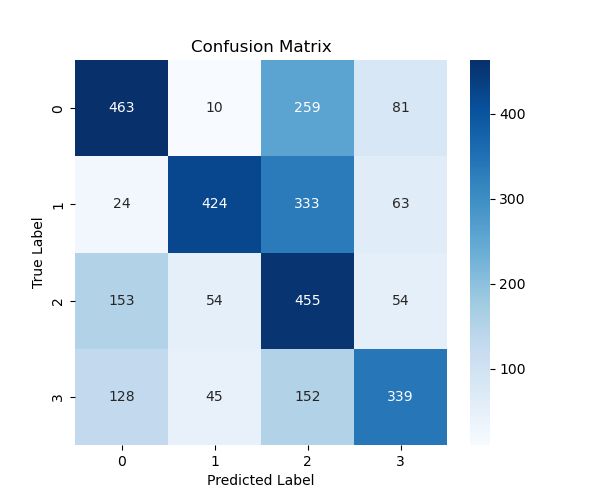 Confusion Matrix
True Label
0
463 10 259 81
1
24 424 333 63
2
153 54 455 54
3
128 45 152 339
0 1 2 3
Predicted Label
400
300
200
100